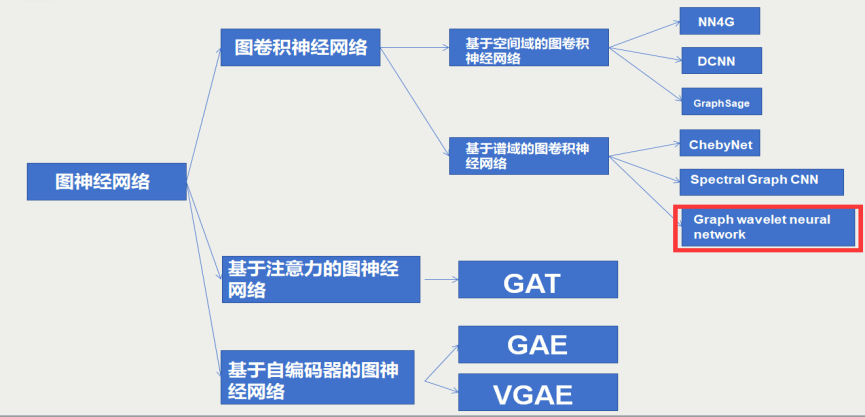 图神经网络
图卷积神经网络
基于空间域的图卷积
神经网络
NN4G
DCNN
GraphSage
基于谱域的图卷积神
经网络
ChebyNet
Spectral Graph CNN
Graph wavelet neural
network
基于注意力的图神经
网络
GAT
基于自编码器的图神
经网络
GAE
VGAE